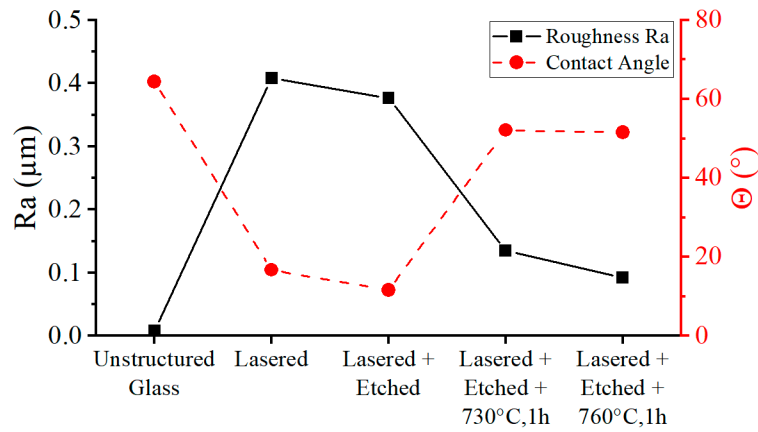 Ra (μm)
0.5
0.4
0.3
0.2
0.1
0.0
Roughness Ra
Contact Angle
80
60
40
20
0
Θ (°)
Unstructured
Glass
Lasered
Lasered +
Etched
Lasered +
Etched +
730°C,1h
Lasered +
Etched +
760°C,1h